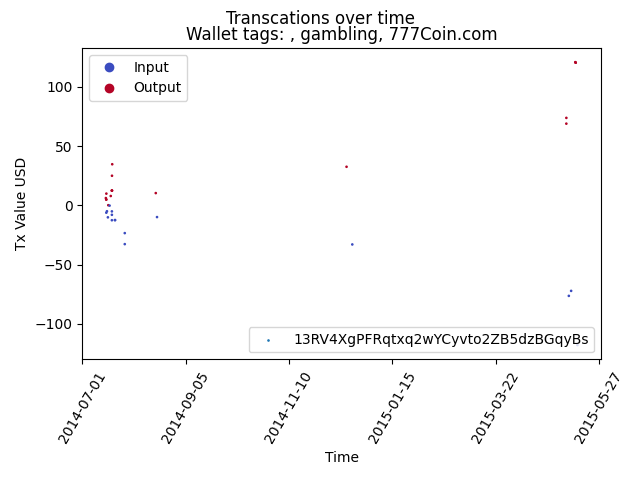 Transcations over time
Wallet tags: , gambling, 777Coin.com
Input
Output
100
50
0
−50
−100
Tx Value USD
13RV4XgPFRqtxq2wYCyvto2ZB5dzBGqyBs
2014-07-01
2014-09-05
2014-11-10
2015-01-15
2015-03-22
2015-05-27
Time